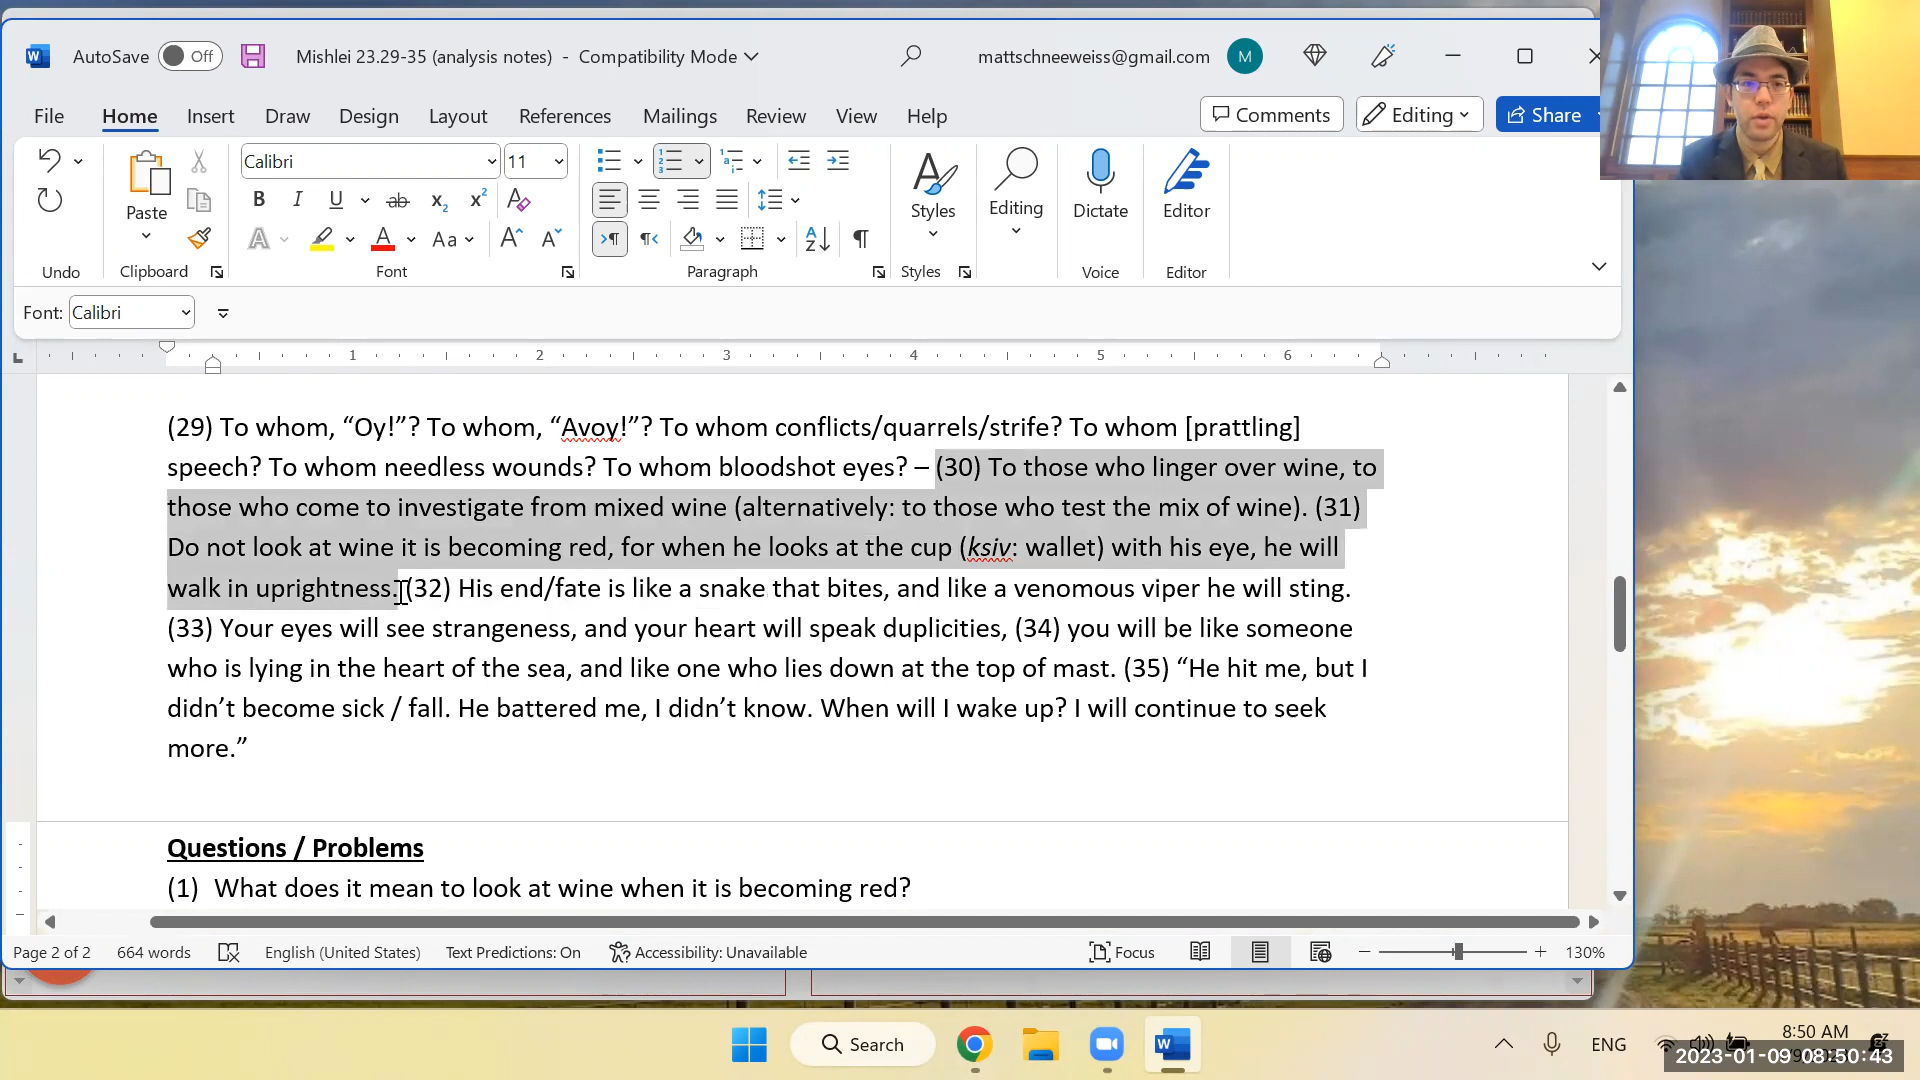 AutoSave Off Mishlei 23.29-35 (analysis notes) - Compatibility Mode mattschneeweiss@gmail.com M
File Home Insert Draw Design Layout References Mailings Review View Help Comments Editing Share
Calibri 11
Paste
B I U ab x₂ x² A
A A Aa A A
Styles Editing Dictate Editor
Undo Clipboard Font Paragraph Styles Voice Editor
Font: Calibri
1 2 3 4 5 6
(29) To whom, “Oy!”? To whom, “Avoy!”? To whom conflicts/quarrels/strife? To whom [prattling]
speech? To whom needless wounds? To whom bloodshot eyes? – (30) To those who linger over wine, to
those who come to investigate from mixed wine (alternatively: to those who test the mix of wine). (31)
Do not look at wine it is becoming red, for when he looks at the cup (ksiv: wallet) with his eye, he will
walk in uprightness. (32) His end/fate is like a snake that bites, and like a venomous viper he will sting.
(33) Your eyes will see strangeness, and your heart will speak duplicities, (34) you will be like someone
who is lying in the heart of the sea, and like one who lies down at the top of mast. (35) “He hit me, but I
didn’t become sick / fall. He battered me, I didn’t know. When will I wake up? I will continue to seek
more.”
Questions / Problems
(1) What does it mean to look at wine when it is becoming red?
Page 2 of 2 664 words English (United States) Text Predictions: On Accessibility: Unavailable Focus 130%
Search ENG 8:50 AM
2023-01-09 08:50:43